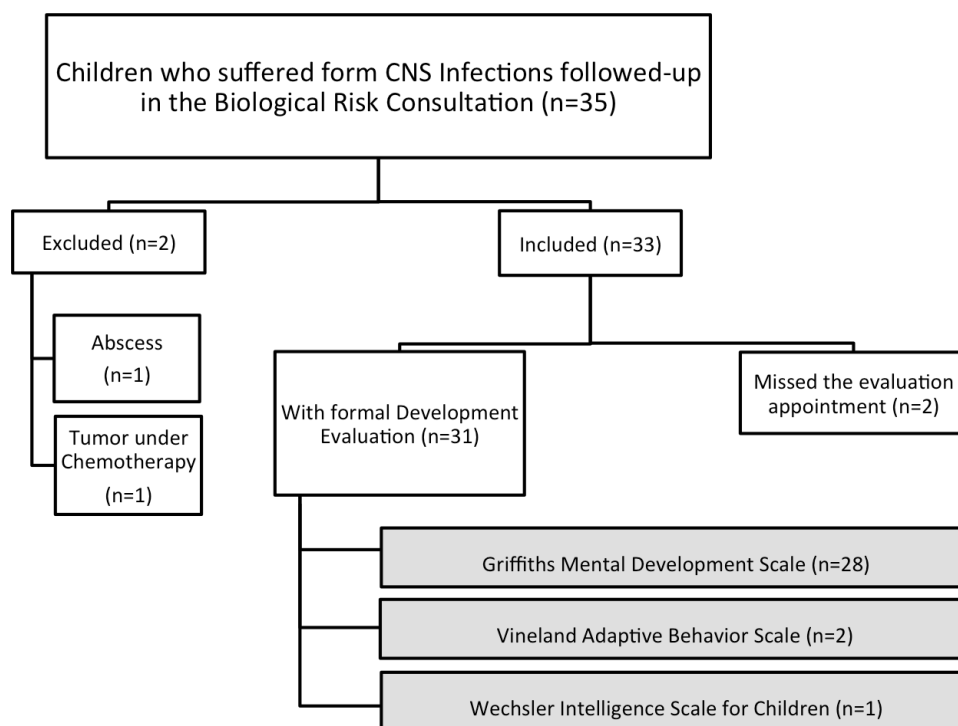 Children who suffered form CNS Infections followed-up
in the Biological Risk Consultation (n=35)
Excluded (n=2)
Included (n=33)
Abscess
(n=1)
Tumor under
Chemotherapy
(n=1)
With formal Development
Evaluation (n=31)
Missed the evaluation
appointment (n=2)
Griffiths Mental Development Scale (n=28)
Vineland Adaptive Behavior Scale (n=2)
Wechsler Intelligence Scale for Children (n=1)